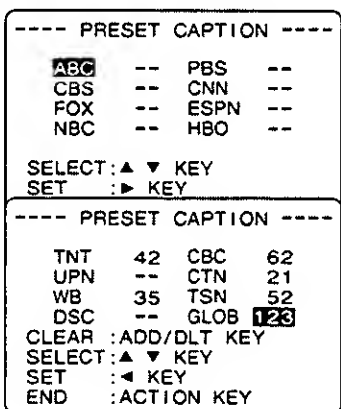 ---- PRESET CAPTION ----
ABC -- PBS --
CBS -- CNN --
FOX -- ESPN --
NBC -- HBO --
SELECT:▲ ▼ KEY
SET :► KEY
---- PRESET CAPTION ----
TNT 42 CBC 62
UPN -- CTN 21
WB 35 TSN 52
DSC -- GLOB 123
CLEAR :ADD/DLT KEY
SELECT:▲ ▼ KEY
SET :◄ KEY
END :ACTION KEY